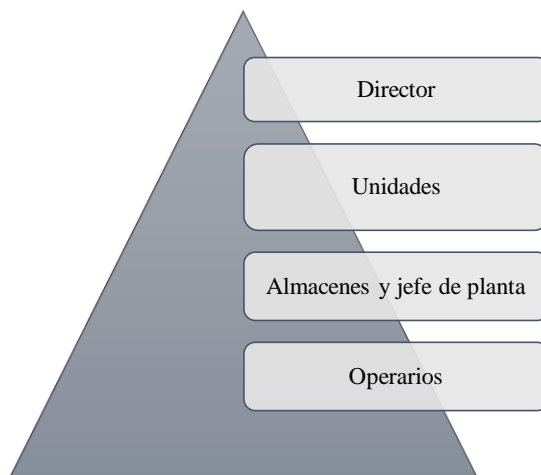 Director
Unidades
Almacenes y jefe de planta
Operarios